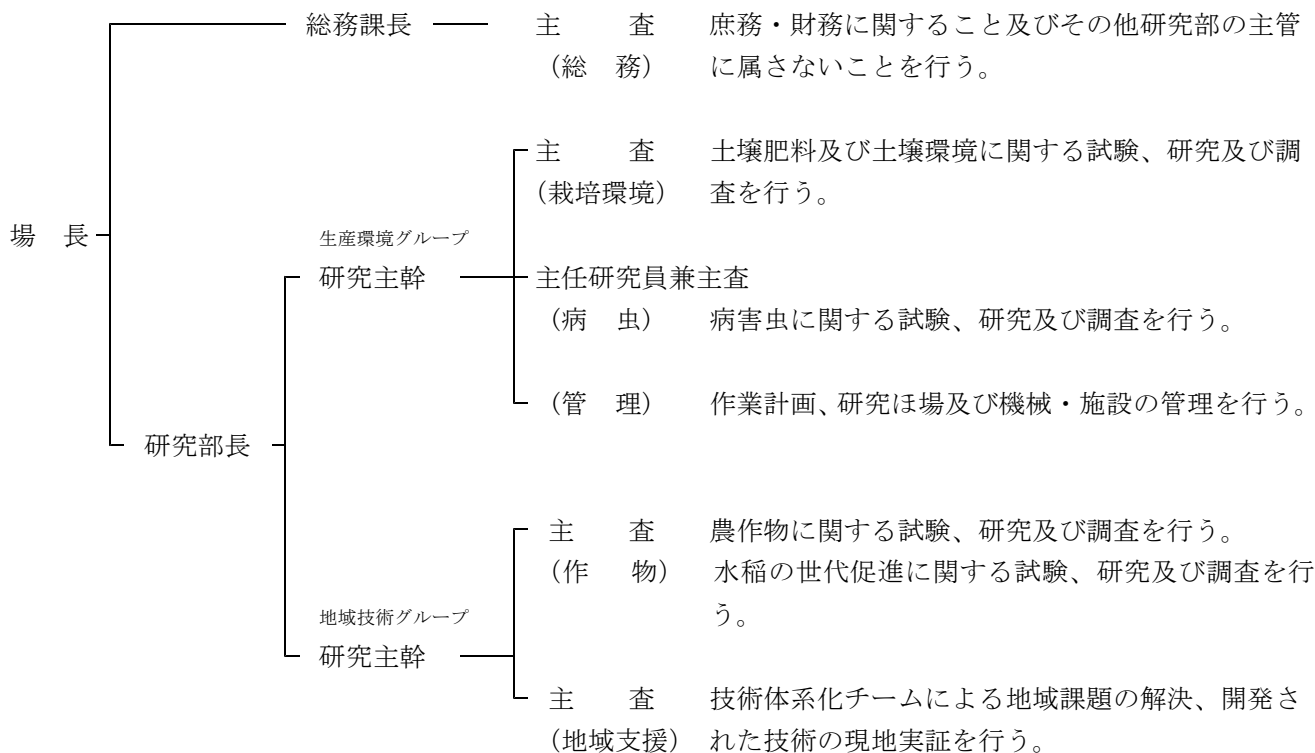 総務課長 主査 庶務・財務に関すること及びその他研究部の主管
(総務) に属さないことを行う。
主査 土壌肥料及び土壌環境に関する試験、研究及び調
(栽培環境) 査を行う。
場長 生産環境グループ
研究主幹 主任研究員兼主査
(病虫) 病害虫に関する試験、研究及び調査を行う。
(管理) 作業計画、研究ほ場及び機械・施設の管理を行う。
研究部長
主査 農作物に関する試験、研究及び調査を行う。
(作物) 水稲の世代促進に関する試験、研究及び調査を行
地域技術グループ う。
研究主幹
主査 技術体系化チームによる地域課題の解決、開発さ
(地域支援) れた技術の現地実証を行う。